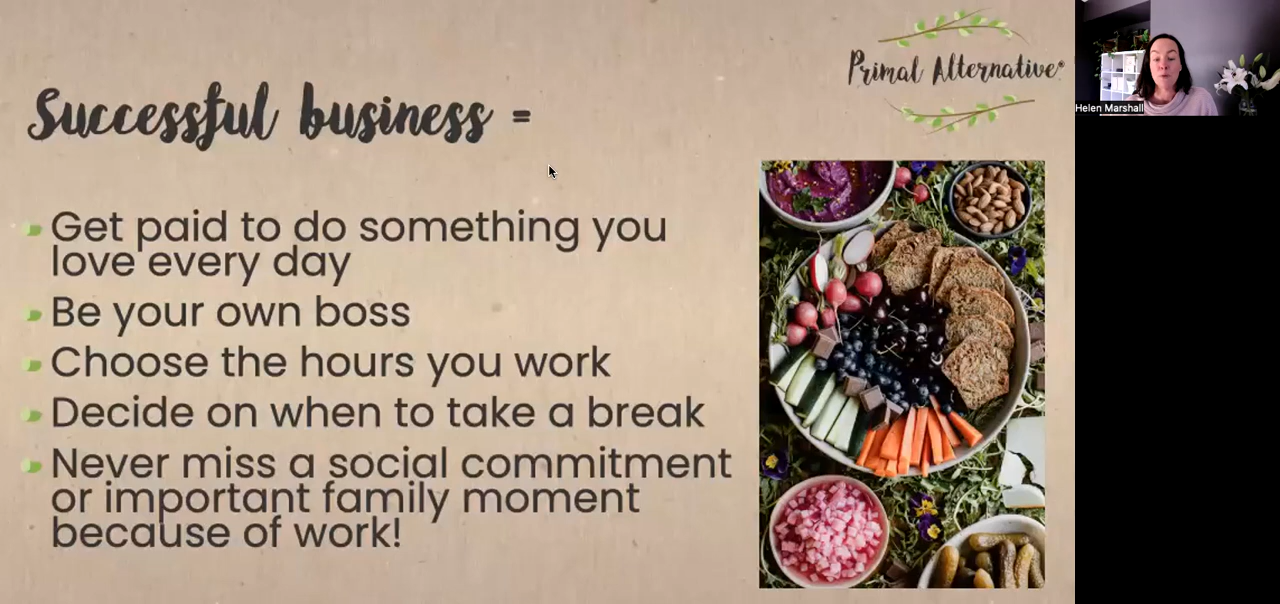 Primal Alternative®
Helen Marshall
Successful business =
Get paid to do something you
love every day
Be your own boss
Choose the hours you work
Decide on when to take a break
Never miss a social commitment
or important family moment
because of work!